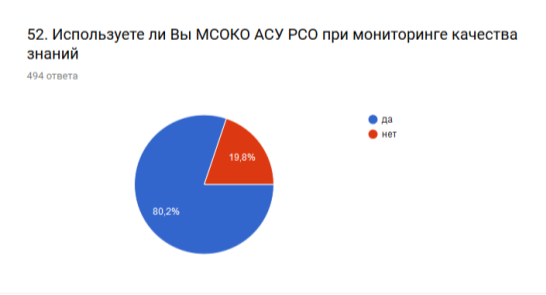 52. Используете ли Вы МСОКО АСУ РСО при мониторинге качества
знаний
494 ответа
да
нет
19,8%
80,2%